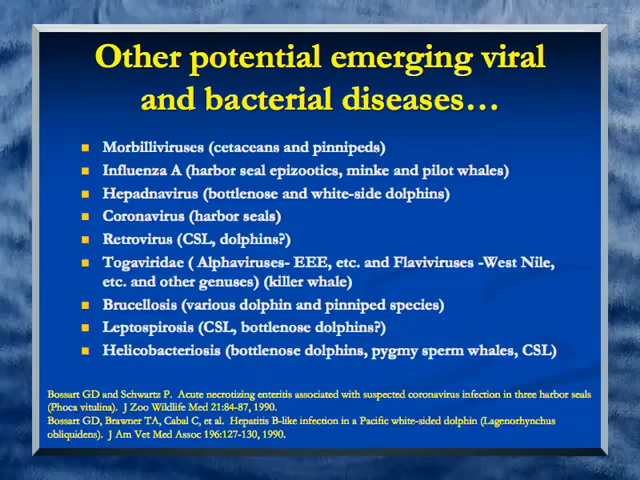 Other potential emerging viral
and bacterial diseases…
Morbilliviruses (cetaceans and pinnipeds)
Influenza A (harbor seal epizootics, minke and pilot whales)
Hepadnavirus (bottlenose and white-side dolphins)
Coronavirus (harbor seals)
Retrovirus (CSL, dolphins?)
Togaviridae ( Alphaviruses- EEE, etc. and Flaviviruses -West Nile,
etc. and other genuses) (killer whale)
Brucellosis (various dolphin and pinniped species)
Leptospirosis (CSL, bottlenose dolphins?)
Helicobacteriosis (bottlenose dolphins, pygmy sperm whales, CSL)
Bossart GD and Schwartz P. Acute necrotizing enteritis associated with suspected coronavirus infection in three harbor seals
(Phoca vitulina). J Zoo Wildlife Med 21:84-87, 1990.
Bossart GD, Brawner TA, Cabal C, et al. Hepatitis B-like infection in a Pacific white-sided dolphin (Lagenorhynchus
obliquidens). J Am Vet Med Assoc 196:127-130, 1990.